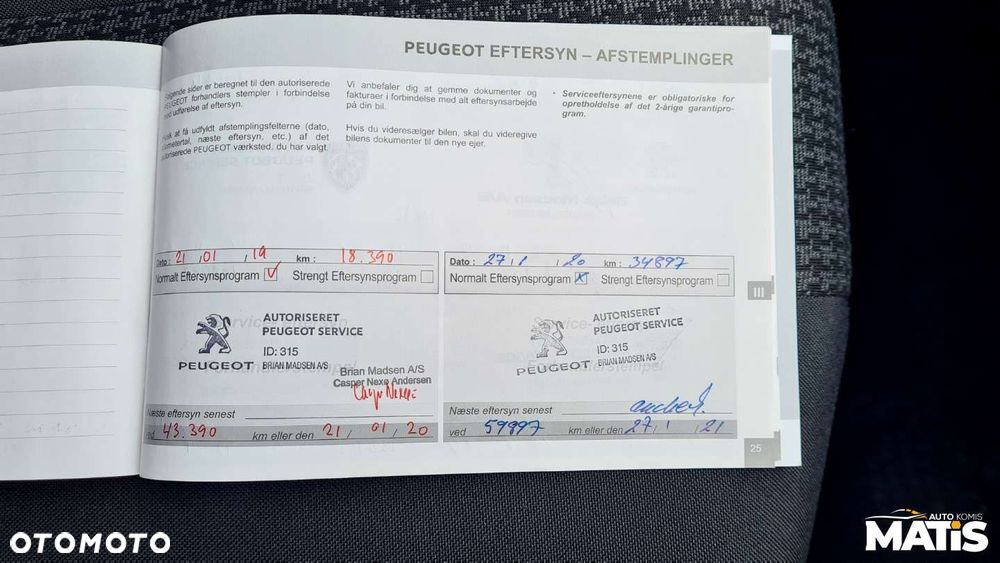 PEUGEOT EFTERSYN – AFSTEMPLINGER
sider er beregnet til den autoriserede
PEUGEOT forhandlers stempler i forbindelse
med udførelse af eftersyn.
at få udfyldt afstemplingsfelterne (dato,
kilometertal, næste eftersyn, etc.) af det
autoriserede PEUGEOT værksted, du har valgt.
Vi anbefaler dig at gemme dokumenter og
fakturaer i forbindelse med alt eftersynsarbejde
på din bil.
Hvis du videresælger bilen, skal du videregive
bilens dokumenter til den nye ejer.
• Serviceeftersynene er obligatoriske for
opretholdelse af det 2-årige garantipro-
gram.
Dato : 21 / 01 / 19 km : 18.390
Normalt Eftersynsprogram V Strengt Eftersynsprogram
AUTORISERET
PEUGEOT SERVICE
ID: 315
PEUGEOT BRIAN MADSEN A/S
Brian Madsen A/S
Casper Nexø Andersen
Næste eftersyn senest
ved 43.390 km eller den 21 / 01 / 20
Dato : 27 / 1 / 20 km : 34897
Normalt Eftersynsprogram X Strengt Eftersynsprogram
AUTORISERET
PEUGEOT SERVICE
ID: 315
PEUGEOT BRIAN MADSEN A/S
Næste eftersyn senest
ved 59897 km eller den 27 / 1 / 21
III
25
OTOMOTO
AUTO KOMIS
MATIS